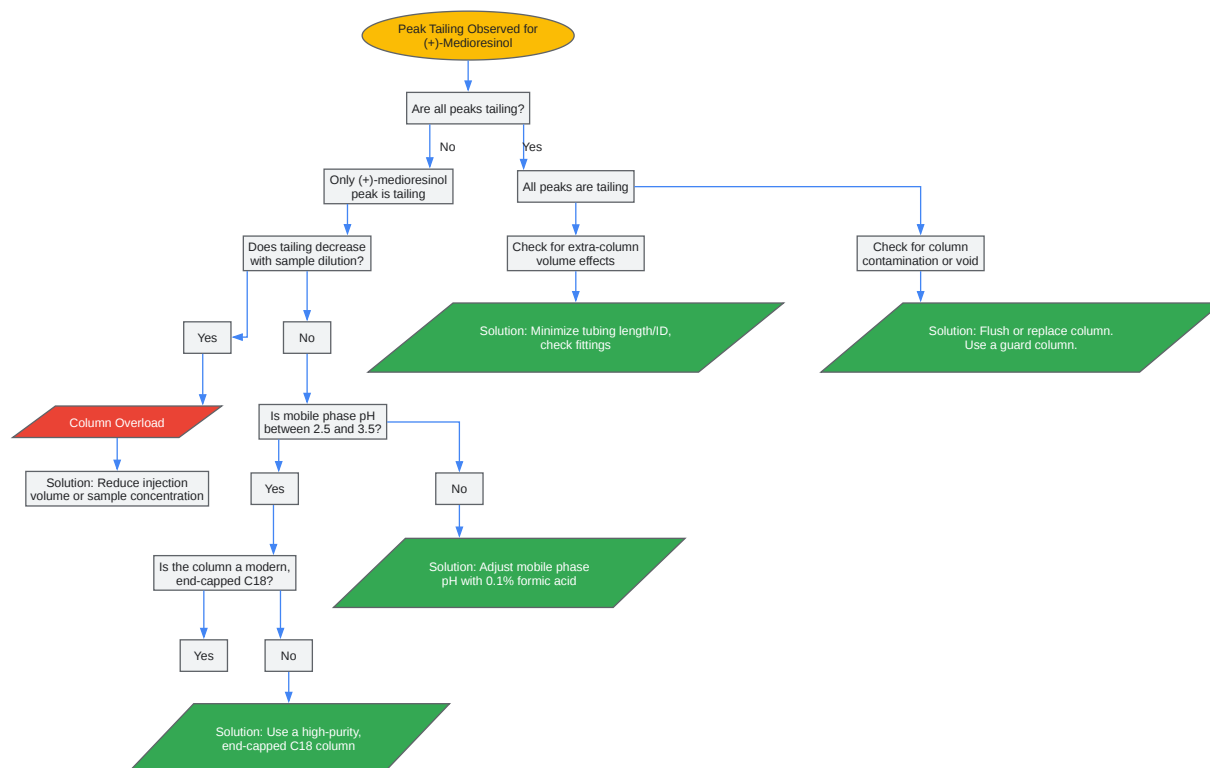 Peak Tailing Observed for
(+)-Medioresinol
Are all peaks tailing?
No
Yes
Only (+)-medioresinol
peak is tailing
All peaks are tailing
Does tailing decrease
with sample dilution?
Check for extra-column
volume effects
Check for column
contamination or void
Yes
No
Solution: Minimize tubing length/ID,
check fittings
Solution: Flush or replace column.
Use a guard column.
Column Overload
Is mobile phase pH
between 2.5 and 3.5?
Solution: Reduce injection
volume or sample concentration
Yes
No
Is the column a modern,
end-capped C18?
Solution: Adjust mobile phase
pH with 0.1% formic acid
Yes
No
Solution: Use a high-purity,
end-capped C18 column